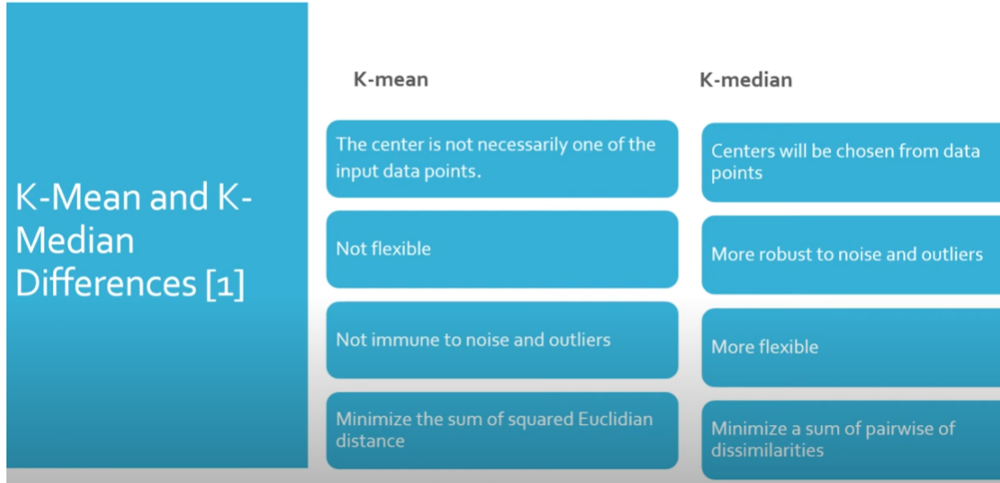 K-Mean and K-
Median
Differences [1]
K-mean
The center is not necessarily one of the
input data points.
Not flexible
Not immune to noise and outliers
Minimize the sum of squared Euclidian
distance
K-median
Centers will be chosen from data
points
More robust to noise and outliers
More flexible
Minimize a sum of pairwise of
dissimilarities